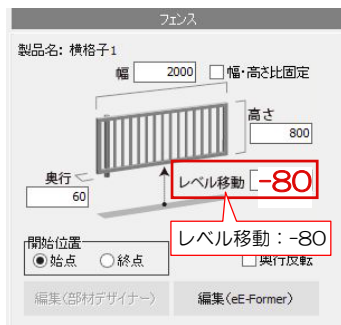 フェンス
製品名: 横格子1
幅 2000 幅・高さ比固定
高さ
800
奥行
60
レベル移動 -80
レベル移動：-80
開始位置
始点 終点
奥行反転
編集(部材デザイナー) 編集(eE-Former)